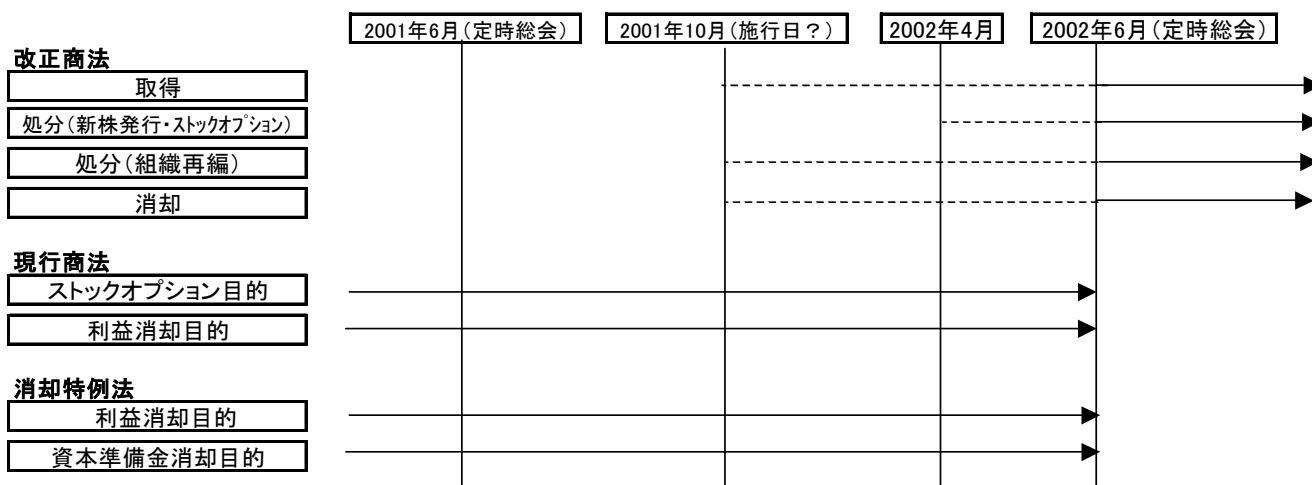 2001年6月(定時総会)
2001年10月(施行日?)
2002年4月
2002年6月(定時総会)
改正商法
取得
処分(新株発行・ストックオプション)
処分(組織再編)
消却
現行商法
ストックオプション目的
利益消却目的
消却特例法
利益消却目的
資本準備金消却目的